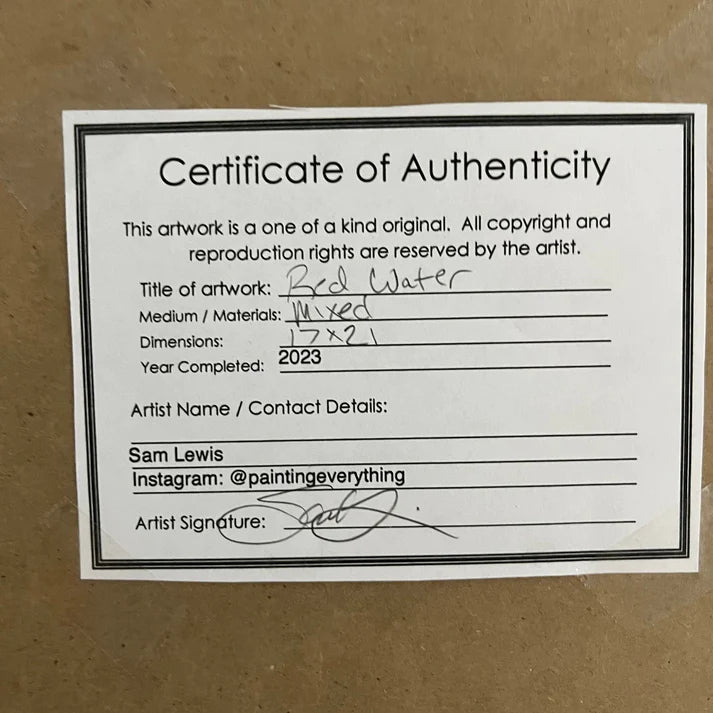 Certificate of Authenticity
This artwork is a one of a kind original. All copyright and
reproduction rights are reserved by the artist.
Title of artwork: Red Water
Medium / Materials: Mixed
Dimensions: 17x21
Year Completed: 2023
Artist Name / Contact Details:
Sam Lewis
Instagram: @paintingeverything
Artist Signature: